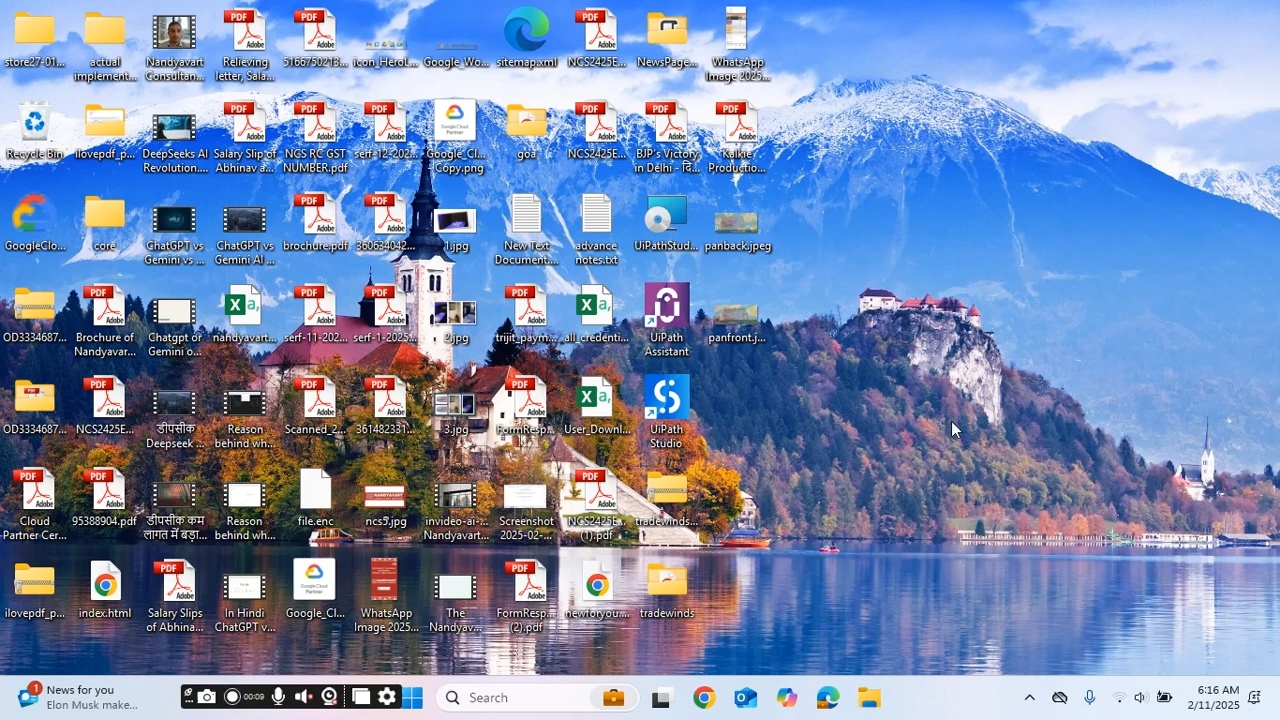 store27-01...
actual
implement...
Nandyavart
Consultan...
Relieving
letter, Sala...
5166750213...
icon_HeroL...
Google_Wo...
sitemap.xml
NCS2425E...
NewsPage...
WhatsApp
Image 2025...
Recycle Bin
ilovepdf_p...
DeepSeeks AI
Revolution....
Salary Slip of
Abhinav a...
NCS RC GST
NUMBER.pdf
serf-12-202...
Google_Cl...
- Copy.png
goa
NCS2425E...
BJP's Victory
in Delhi - दि...
Kalkie
Productio...
GoogleClo...
core
ChatGPT vs
Gemini vs ...
ChatGPT vs
Gemini AI ...
brochure.pdf
360634042...
1.jpg
New Text
Document....
advance
notes.txt
UiPathStud...
panback.jpeg
OD3334687...
Brochure of
Nandyavar...
Chatgpt or
Gemini o...
nandyavart...
serf-11-202...
serf-1-2025...
2.jpg
trijit_paym...
all_credenti...
UiPath
Assistant
panfront.j...
OD3334687...
NCS2425E...
डीपसीक
Deepseek ...
Reason
behind wh...
Scanned_2...
361482331...
3.jpg
FormResp...
User_Downl...
UiPath
Studio
Cloud
Partner Cer...
95388904.pdf
डीपसीक कम
लागत में बड़ा...
Reason
behind wh...
file.enc
ncs5.jpg
invideo-ai-...
Nandyavart...
Screenshot
2025-02-...
NCS2425E...
(1).pdf
tradewinds...
ilovepdf_p...
index.html
Salary Slips
of Abhina...
In Hindi
ChatGPT v...
Google_Cl...
WhatsApp
Image 2025...
The
Nandyav...
FormResp...
(2).pdf
newforyou....
tradewinds
1
News for you
Elon Musk make...
00:09
Search
6:16 AM
2/11/2025